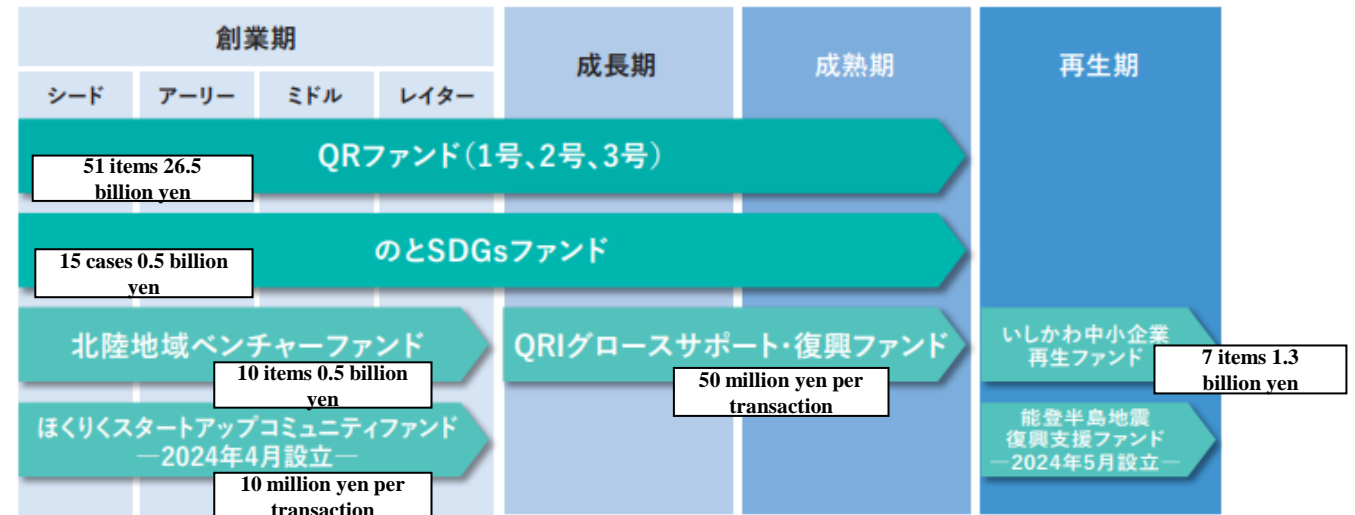 創業期
成長期
成熟期
再生期
シード
アーリー
ミドル
レイター
QRファンド(1号、2号、3号)
51 items 26.5
billion yen
のとSDGsファンド
15 cases 0.5 billion
yen
北陸地域ベンチャーファンド
10 items 0.5 billion
yen
QRIグロースサポート・復興ファンド
50 million yen per
transaction
いしかわ中小企業
再生ファンド
7 items 1.3
billion yen
ほくりくスタートアップコミュニティファンド
―2024年4月設立―
10 million yen per
transaction
能登半島地震
復興支援ファンド
―2024年5月設立―